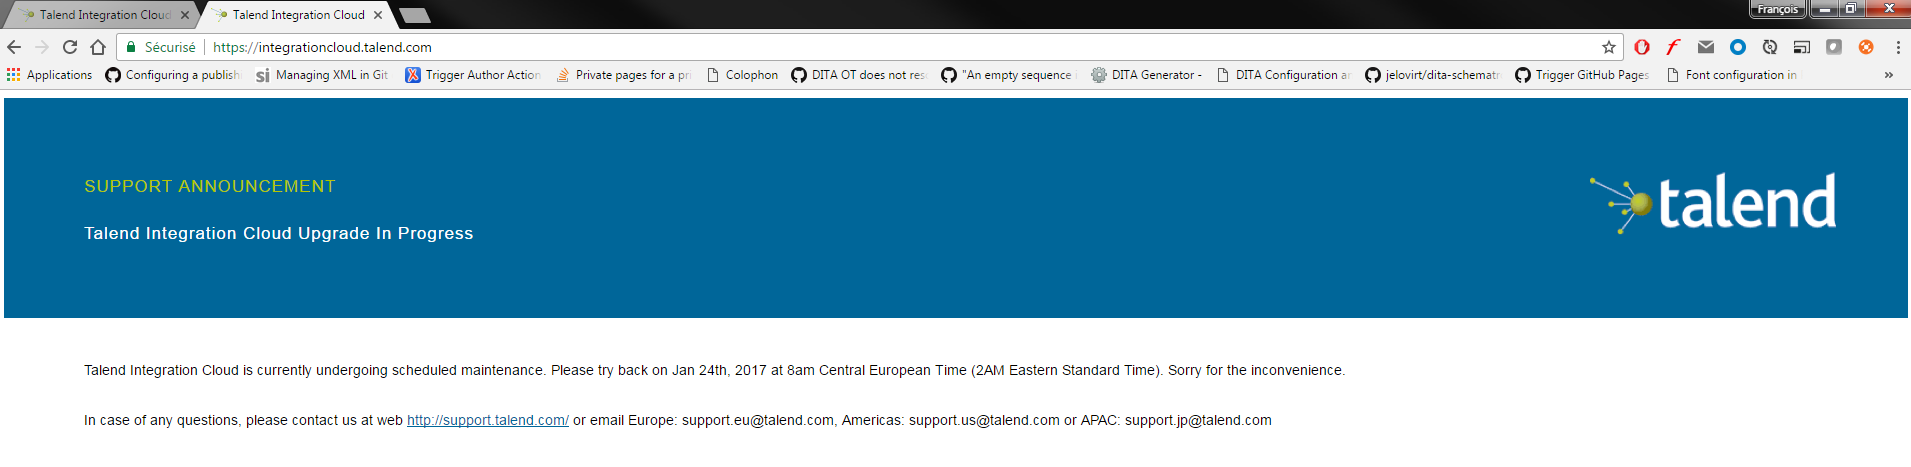 Talend Integration Cloud
Talend Integration Cloud
François
Sécurisé
https://integrationcloud.talend.com
Applications
Configuring a publish
Managing XML in Git
Trigger Author Action
Private pages for a pr
Colophon
DITA OT does not res
"An empty sequence
DITA Generator -
DITA Configuration a
jelovirt/dita-schemat
Trigger GitHub Pages
Font configuration in
»
SUPPORT ANNOUNCEMENT
talend
Talend Integration Cloud Upgrade In Progress
Talend Integration Cloud is currently undergoing scheduled maintenance. Please try back on Jan 24th, 2017 at 8am Central European Time (2AM Eastern Standard Time). Sorry for the inconvenience.
In case of any questions, please contact us at web http://support.talend.com/ or email Europe: support.eu@talend.com, Americas: support.us@talend.com or APAC: support.jp@talend.com